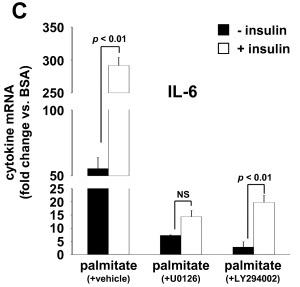 C
- insulin
+ insulin
IL-6
cytokine mRNA
(fold change vs. BSA)
350
300
250
100
50
25
20
15
10
5
0
p < 0.01
NS
p < 0.01
palmitate palmitate palmitate
(+vehicle) (+U0126) (+LY294002)